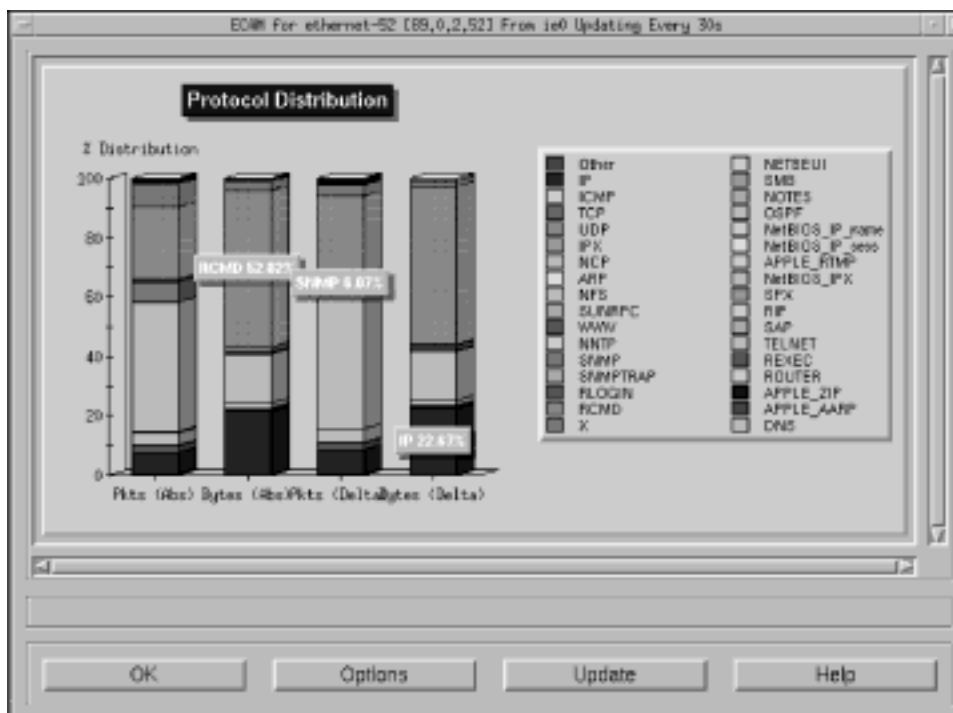 ECAM for ethernet-52 [89,0,2,52] From ie0 Updating Every 30s
Protocol Distribution
% Distribution
100
80
60
40
20
0
RCMD 52.82%
SNMP 6.07%
IP 22.67%
Pkts (Abs) Bytes (Abs) Pkts (Delta) Bytes (Delta)
Other
IP
ICMP
TCP
UDP
IPX
NCP
ARP
NFS
SUNRPC
WWW
NNTP
SNMP
SNMPTRAP
RLOGIN
RCMD
X
NETBEUI
SMB
NOTES
OSPF
NetBIOS_IP_name
NetBIOS_IP_sess
APPLE_RTMP
NetBIOS_IPX
SPX
RIP
SAP
TELNET
REXEC
ROUTER
APPLE_ZIP
APPLE_AARP
DNS
OK
Options
Update
Help